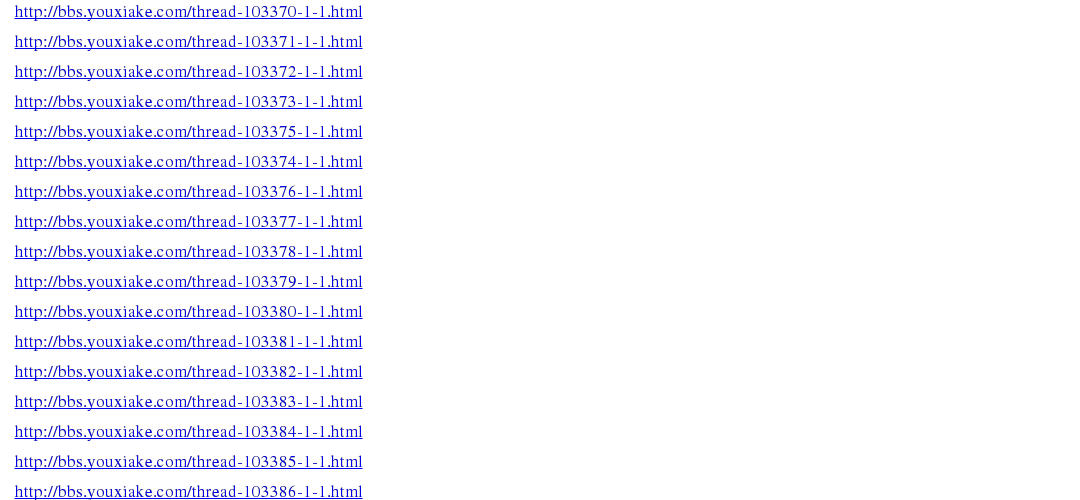 http://bbs.youxiake.com/thread-103370-1-1.html
http://bbs.youxiake.com/thread-103371-1-1.html
http://bbs.youxiake.com/thread-103372-1-1.html
http://bbs.youxiake.com/thread-103373-1-1.html
http://bbs.youxiake.com/thread-103375-1-1.html
http://bbs.youxiake.com/thread-103374-1-1.html
http://bbs.youxiake.com/thread-103376-1-1.html
http://bbs.youxiake.com/thread-103377-1-1.html
http://bbs.youxiake.com/thread-103378-1-1.html
http://bbs.youxiake.com/thread-103379-1-1.html
http://bbs.youxiake.com/thread-103380-1-1.html
http://bbs.youxiake.com/thread-103381-1-1.html
http://bbs.youxiake.com/thread-103382-1-1.html
http://bbs.youxiake.com/thread-103383-1-1.html
http://bbs.youxiake.com/thread-103384-1-1.html
http://bbs.youxiake.com/thread-103385-1-1.html
http://bbs.youxiake.com/thread-103386-1-1.html